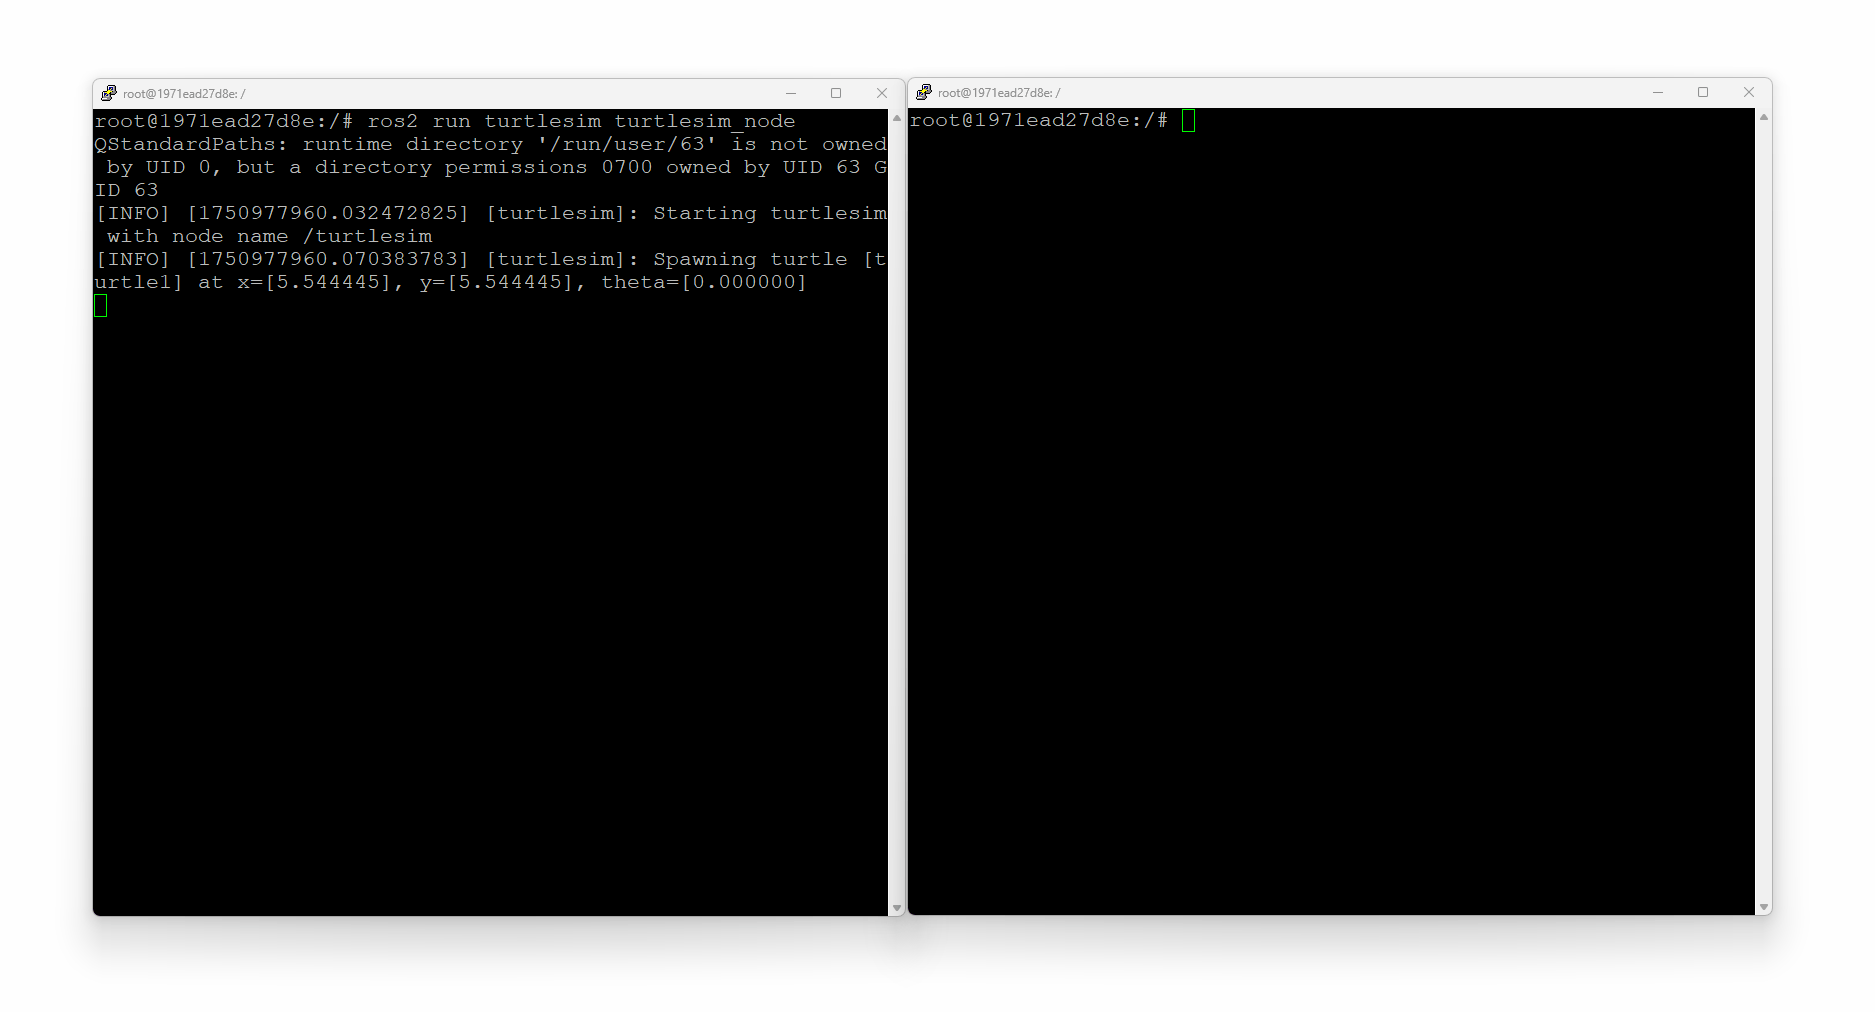 root@1971ead27d8e: /
root@1971ead27d8e:/# ros2 run turtlesim turtlesim_node
QStandardPaths: runtime directory '/run/user/63' is not owned
 by UID 0, but a directory permissions 0700 owned by UID 63 G
ID 63
[INFO] [1750977960.032472825] [turtlesim]: Starting turtlesim
 with node name /turtlesim
[INFO] [1750977960.070383783] [turtlesim]: Spawning turtle [t
urtle1] at x=[5.544445], y=[5.544445], theta=[0.000000]
root@1971ead27d8e: /
root@1971ead27d8e:/#